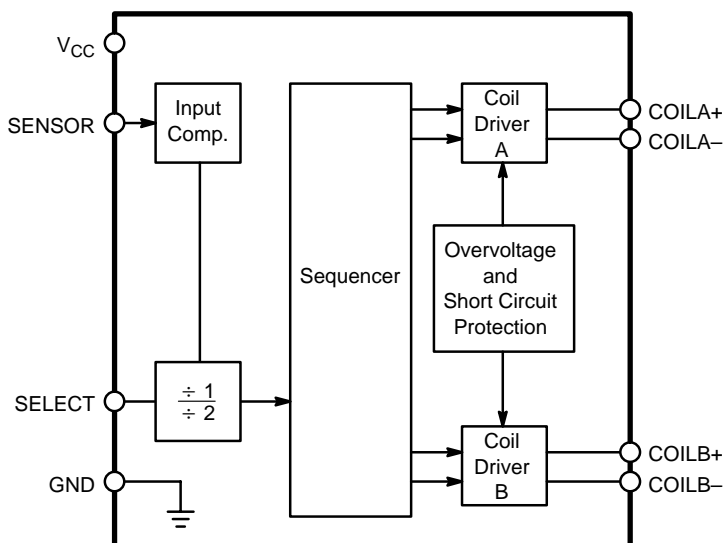 V_CC
SENSOR
Input
Comp.
SELECT
÷ 1
÷ 2
GND
Sequencer
Coil
Driver
A
Overvoltage
and
Short Circuit
Protection
Coil
Driver
B
COILA+
COILA–
COILB+
COILB–